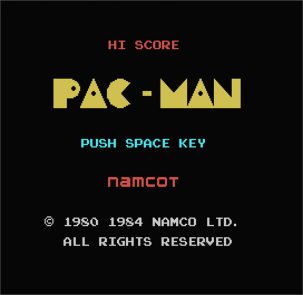 HI SCORE
PAC-MAN
PUSH SPACE KEY
namcot
© 1980 1984 NAMCO LTD.
ALL RIGHTS RESERVED